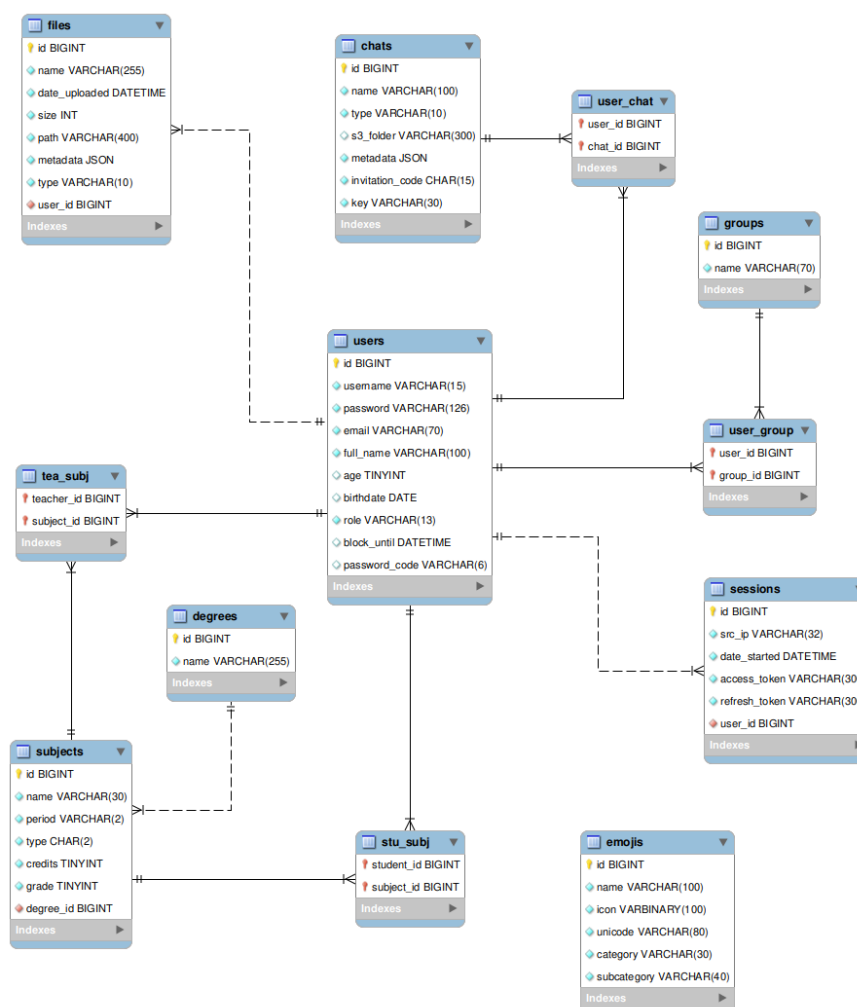 files
id BIGINT
name VARCHAR(255)
date_uploaded DATETIME
size INT
path VARCHAR(400)
metadata JSON
type VARCHAR(10)
user_id BIGINT
Indexes
chats
id BIGINT
name VARCHAR(100)
type VARCHAR(10)
s3_folder VARCHAR(300)
metadata JSON
invitation_code CHAR(15)
key VARCHAR(30)
Indexes
user_chat
user_id BIGINT
chat_id BIGINT
Indexes
groups
id BIGINT
name VARCHAR(70)
Indexes
users
id BIGINT
username VARCHAR(15)
password VARCHAR(126)
email VARCHAR(70)
full_name VARCHAR(100)
age TINYINT
birthdate DATE
role VARCHAR(13)
block_until DATETIME
password_code VARCHAR(6)
Indexes
user_group
user_id BIGINT
group_id BIGINT
Indexes
tea_subj
teacher_id BIGINT
subject_id BIGINT
Indexes
degrees
id BIGINT
name VARCHAR(255)
Indexes
sessions
id BIGINT
src_ip VARCHAR(32)
date_started DATETIME
access_token VARCHAR(30
refresh_token VARCHAR(30
user_id BIGINT
Indexes
subjects
id BIGINT
name VARCHAR(30)
period VARCHAR(2)
type CHAR(2)
credits TINYINT
grade TINYINT
degree_id BIGINT
Indexes
stu_subj
student_id BIGINT
subject_id BIGINT
Indexes
emojis
id BIGINT
name VARCHAR(100)
icon VARBINARY(100)
unicode VARCHAR(80)
category VARCHAR(30)
subcategory VARCHAR(40)
Indexes